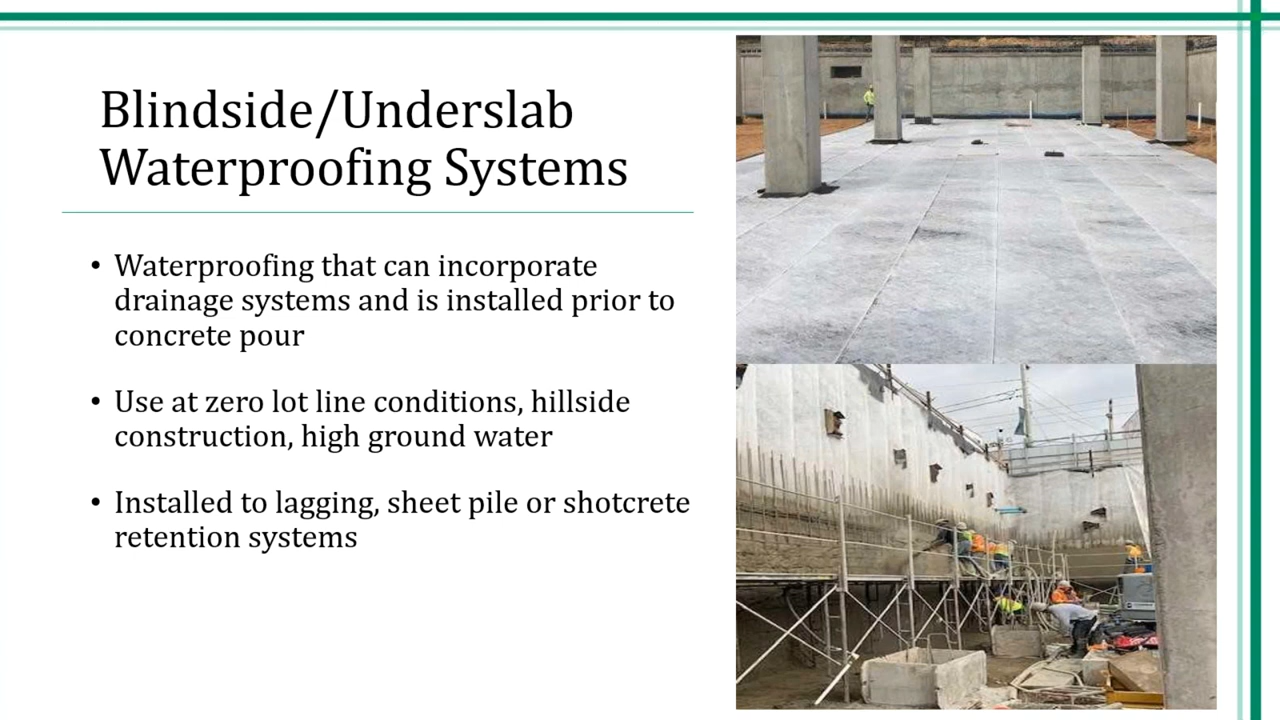 Blindside/Underslab
Waterproofing Systems
• Waterproofing that can incorporate
drainage systems and is installed prior to
concrete pour
• Use at zero lot line conditions, hillside
construction, high ground water
• Installed to lagging, sheet pile or shotcrete
retention systems